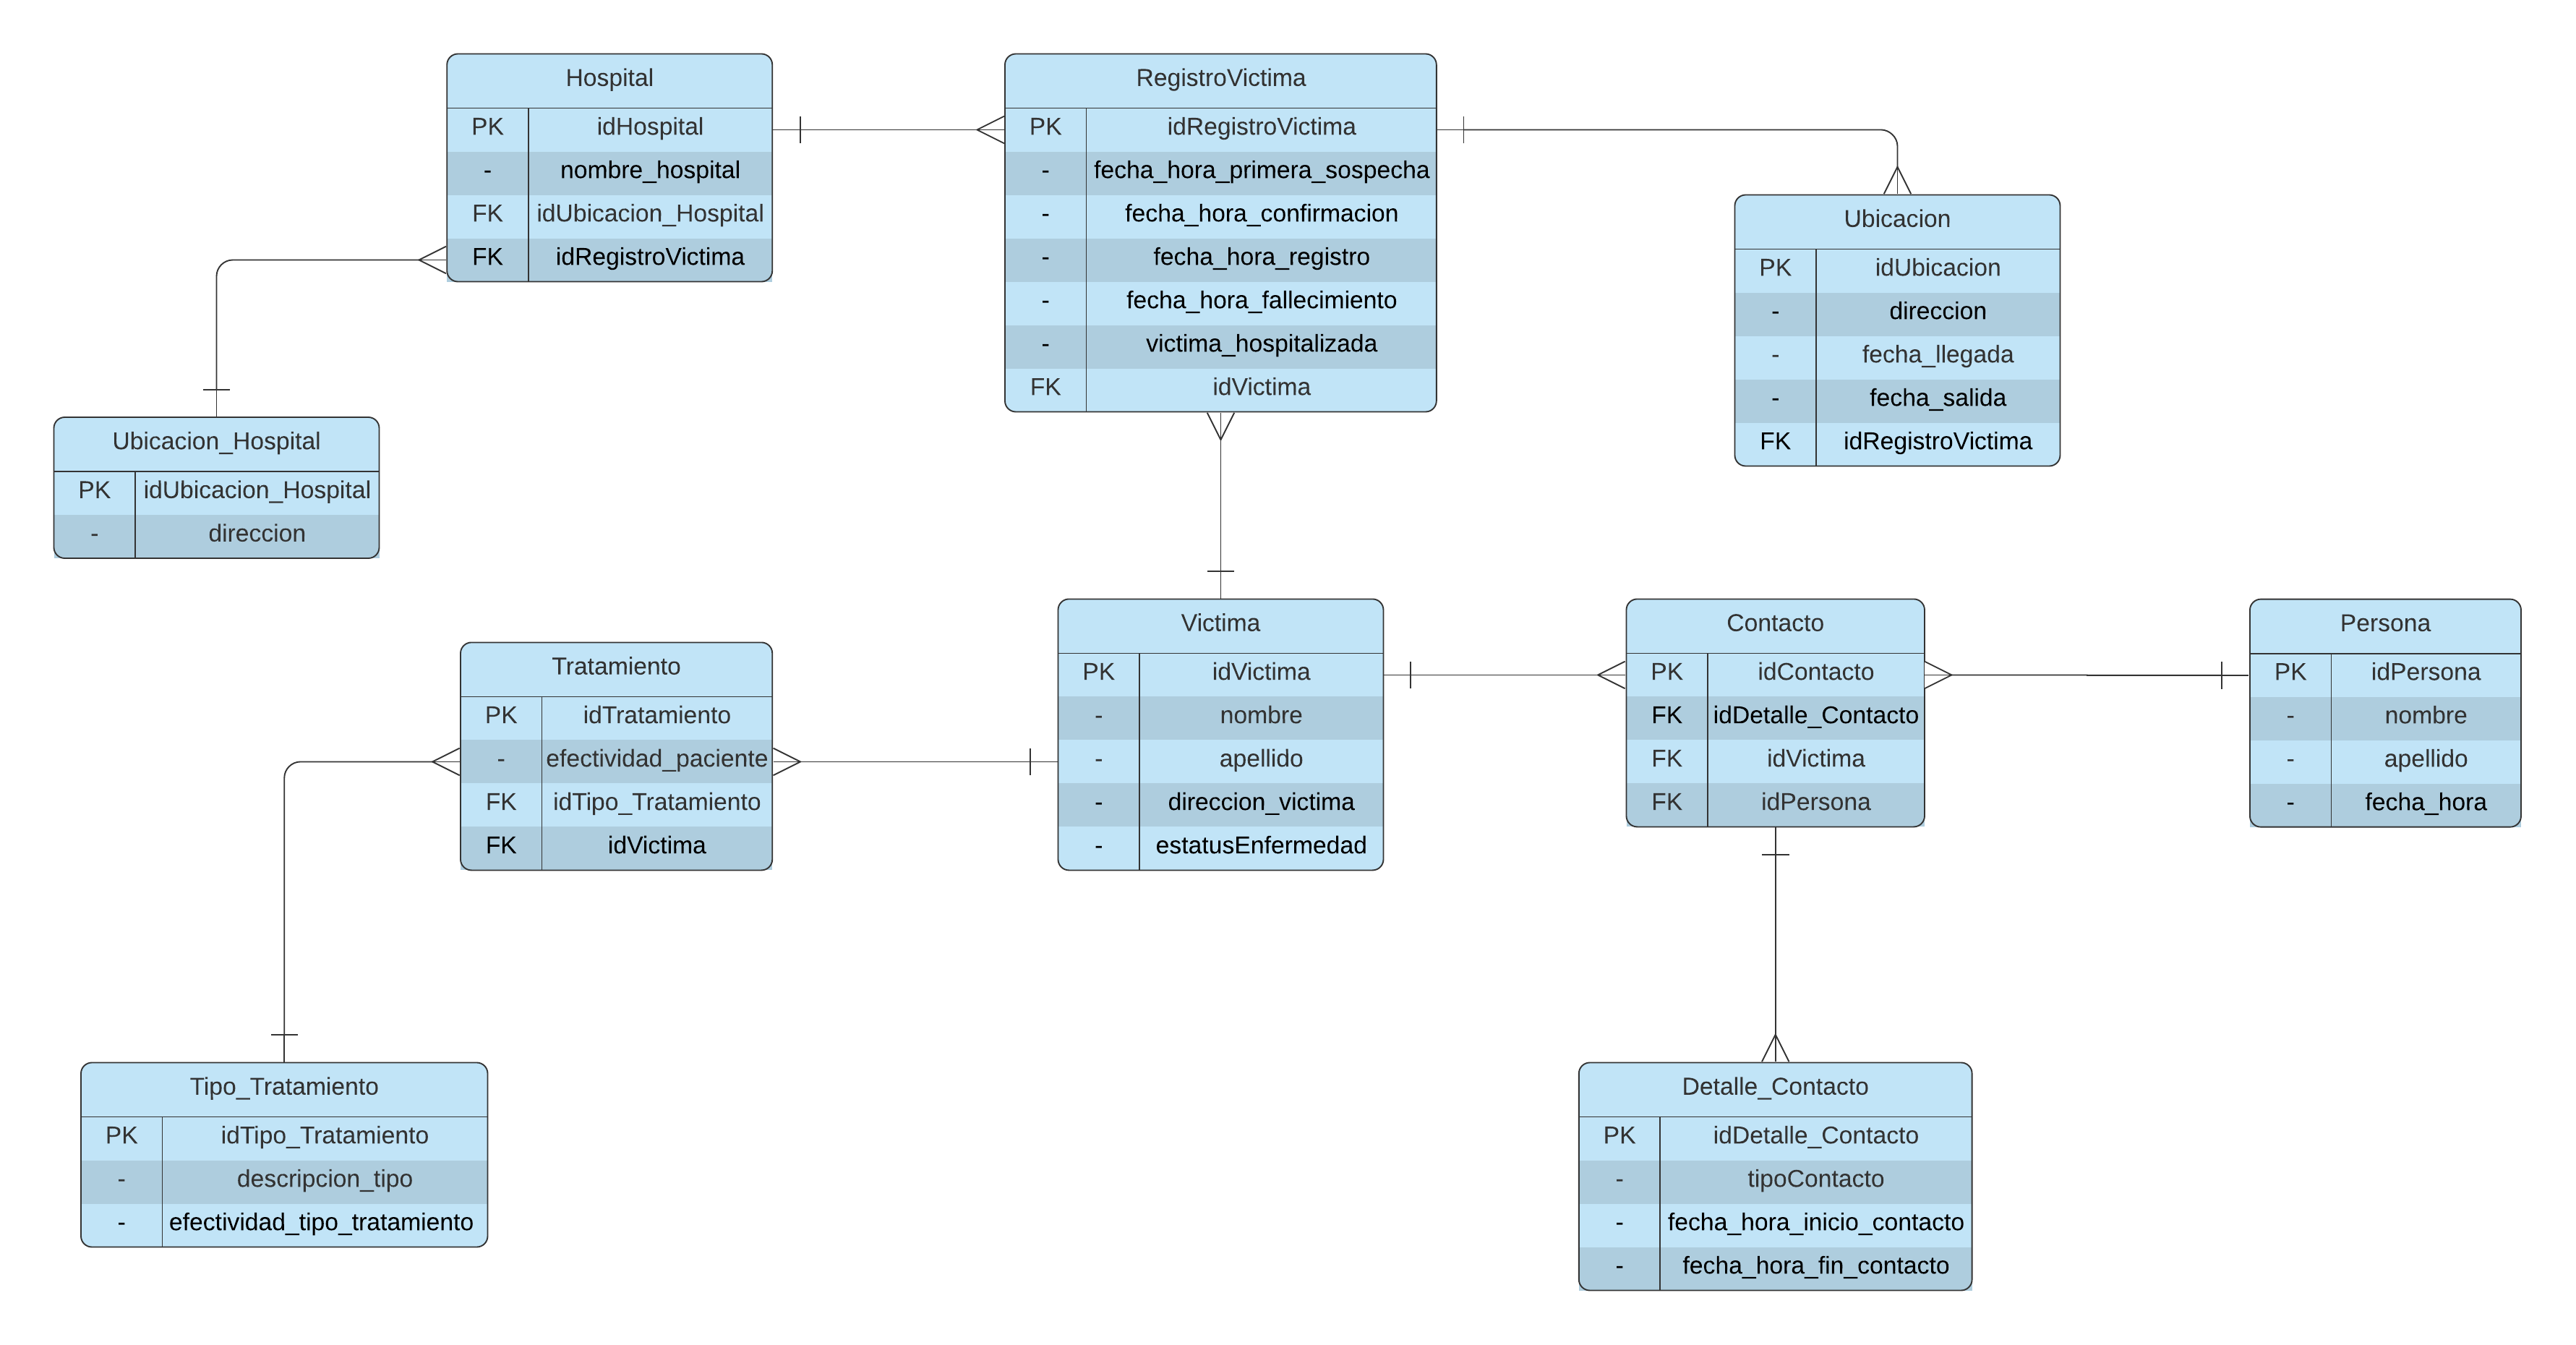 Hospital
PK idHospital
- nombre_hospital
FK idUbicacion_Hospital
FK idRegistroVictima
RegistroVictima
PK idRegistroVictima
- fecha_hora_primera_sospecha
- fecha_hora_confirmacion
- fecha_hora_registro
- fecha_hora_fallecimiento
- victima_hospitalizada
FK idVictima
Ubicacion
PK idUbicacion
- direccion
- fecha_llegada
- fecha_salida
FK idRegistroVictima
Ubicacion_Hospital
PK idUbicacion_Hospital
- direccion
Tratamiento
PK idTratamiento
- efectividad_paciente
FK idTipo_Tratamiento
FK idVictima
Victima
PK idVictima
- nombre
- apellido
- direccion_victima
- estatusEnfermedad
Contacto
PK idContacto
FK idDetalle_Contacto
FK idVictima
FK idPersona
Persona
PK idPersona
- nombre
- apellido
- fecha_hora
Tipo_Tratamiento
PK idTipo_Tratamiento
- descripcion_tipo
- efectividad_tipo_tratamiento
Detalle_Contacto
PK idDetalle_Contacto
- tipoContacto
- fecha_hora_inicio_contacto
- fecha_hora_fin_contacto